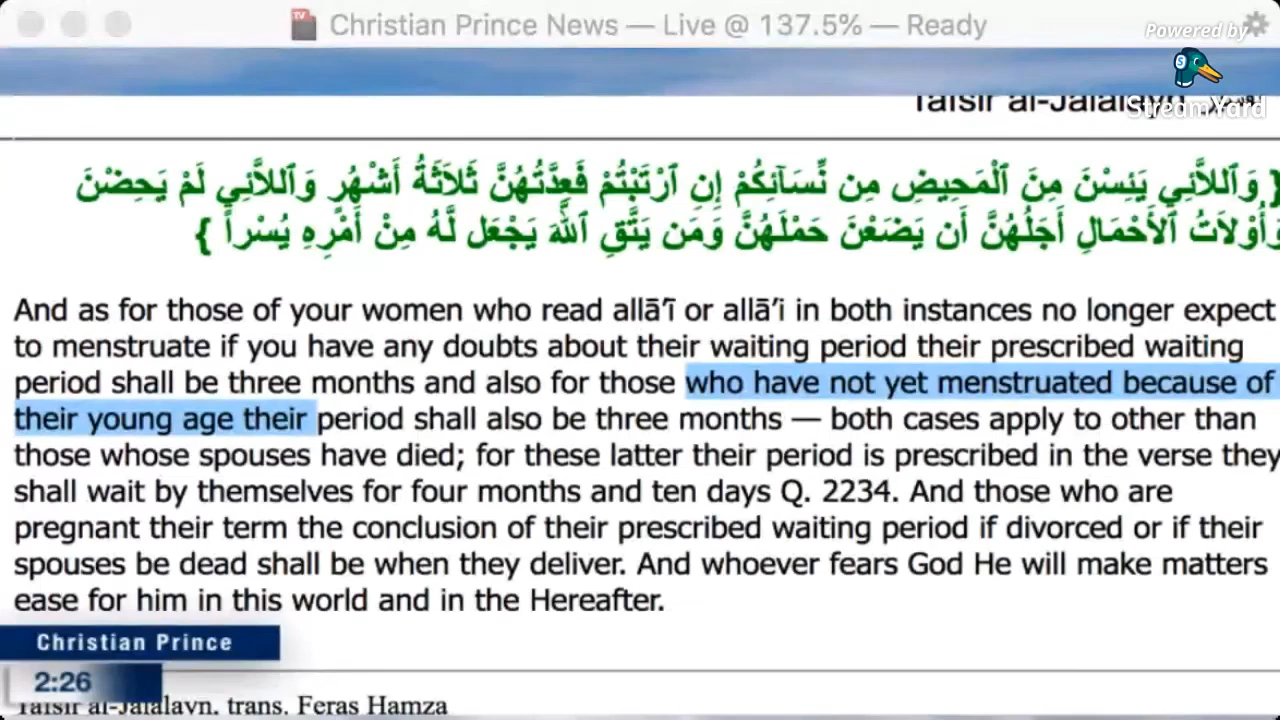 TV
Christian Prince News — Live @ 137.5% — Ready
Powered by
S
StreamYard
Tafsir al-Jalalayn
{ وَٱللاَّئِي يَئِسْنَ مِنَ ٱلْمَحِيضِ مِن نِّسَآئِكُمْ إِنِ ٱرْتَبْتُمْ فَعِدَّتُهُنَّ ثَلاَثَةُ أَشْهُرٍ وَٱللاَّئِي لَمْ يَحِضْنَ
وَأُوْلاَتُ ٱلأَحْمَالِ أَجَلُهُنَّ أَن يَضَعْنَ حَمْلَهُنَّ وَمَن يَتَّقِ ٱللَّهَ يَجْعَل لَّهُ مِنْ أَمْرِهِ يُسْراً }
And as for those of your women who read allā’ī or allā’i in both instances no longer expect
to menstruate if you have any doubts about their waiting period their prescribed waiting
period shall be three months and also for those who have not yet menstruated because of
their young age their period shall also be three months — both cases apply to other than
those whose spouses have died; for these latter their period is prescribed in the verse they
shall wait by themselves for four months and ten days Q. 2234. And those who are
pregnant their term the conclusion of their prescribed waiting period if divorced or if their
spouses be dead shall be when they deliver. And whoever fears God He will make matters
ease for him in this world and in the Hereafter.
Christian Prince
2:26
Tafsir al-Jalalayn, trans. Feras Hamza